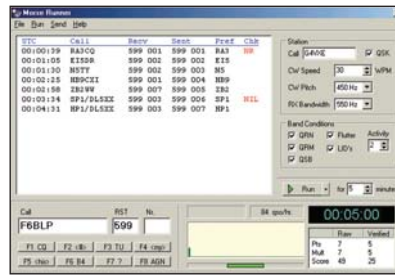 Morse Runner
File Run Send Help
UTC Call Recv Sent Pref Chk
00:00:39 RA3CQ 599 001 599 001 RA3 NR
00:01:05 EI5DR 599 002 599 002 EI5
00:01:30 N5TY 599 002 599 003 N5
00:02:25 HB9CZI 599 001 599 004 HB9
00:02:58 IB2WW 599 007 599 005 IB2
00:03:34 SP1/DL5XX 599 003 599 006 SP1 NIL
00:04:31 HP1/DL5XX 599 003 599 007 HP1
Station
Call G4VXE QSK
CW Speed 30 WPM
CW Pitch 450 Hz
RX Bandwidth 550 Hz
Band Conditions
QRN Flutter Activity
QRM LID's 2
QSB
Run for 5 minutes
Call RST Nr.
F6BLP 599
F1 CQ F2 <#> F3 TU F4 <my>
F5 <his> F6 B4 F7 ? F8 AGN
84 qso/hr.
00:05:00
Raw Verified
Pts 7 5
Mult 7 5
Score 49 25